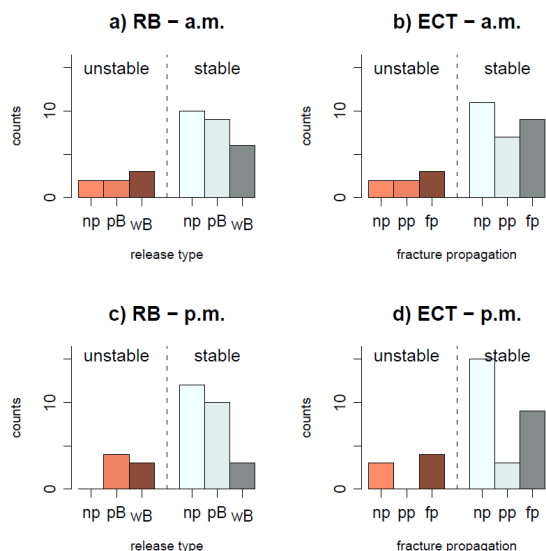 a) RB − a.m.
unstable stable
counts
10
0
np pB wB np pB wB
release type
b) ECT − a.m.
unstable stable
counts
10
0
np pp fp np pp fp
fracture propagation
c) RB − p.m.
unstable stable
counts
10
0
np pB wB np pB wB
release type
d) ECT − p.m.
unstable stable
counts
10
0
np pp fp np pp fp
fracture propagation